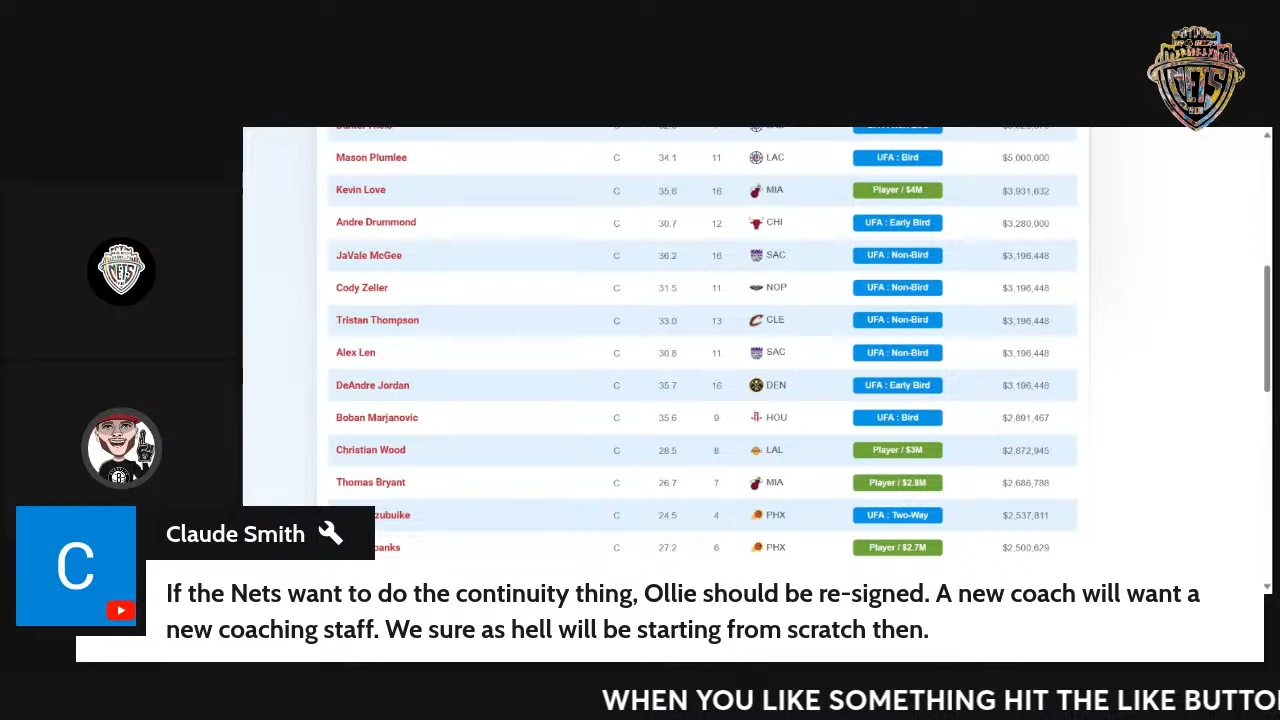 NETS
Mason Plumlee C 34.1 11 LAC UFA : Bird $5,000,000
Kevin Love C 35.6 16 MIA Player / $4M $3,931,632
Andre Drummond C 30.7 12 CHI UFA : Early Bird $3,280,000
JaVale McGee C 36.2 16 SAC UFA : Non-Bird $3,196,448
Cody Zeller C 31.5 11 NOP UFA : Non-Bird $3,196,448
Tristan Thompson C 33.0 13 CLE UFA : Non-Bird $3,196,448
NETS
Alex Len C 30.8 11 SAC UFA : Non-Bird $3,196,448
DeAndre Jordan C 35.7 16 DEN UFA : Early Bird $3,196,448
Boban Marjanovic C 35.6 9 HOU UFA : Bird $2,891,467
Christian Wood C 28.5 8 LAL Player / $3M $2,672,945
Thomas Bryant C 26.7 7 MIA Player / $2.8M $2,686,788
zubuike C 24.5 4 PHX UFA : Two-Way $2,537,811
banks C 27.2 6 PHX Player / $2.7M $2,500,629
C
Claude Smith
If the Nets want to do the continuity thing, Ollie should be re-signed. A new coach will want a
new coaching staff. We sure as hell will be starting from scratch then.
WHEN YOU LIKE SOMETHING HIT THE LIKE BUTTO